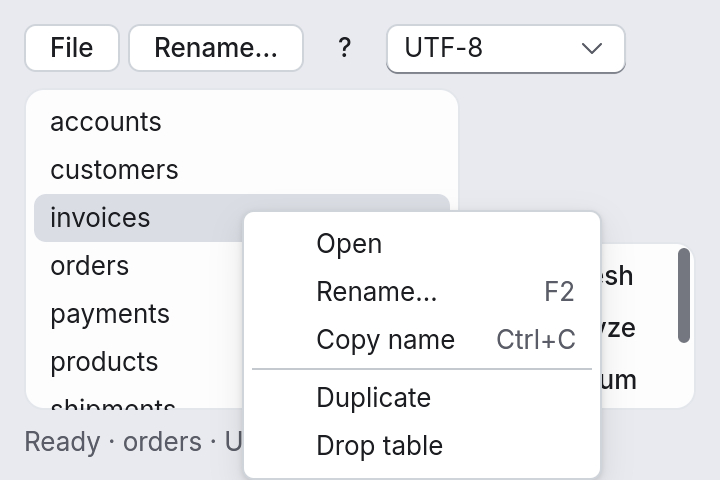 File Rename... ? UTF-8
accounts
customers
invoices
orders
payments
products
shipments
Open
Rename... F2
Copy name Ctrl+C
Duplicate
Drop table
Ready · orders · U